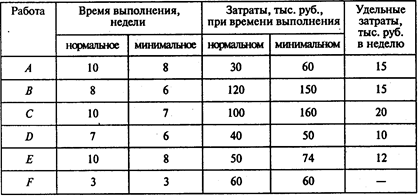 Работа Время выполнения, недели Затраты, тыс. руб., при времени выполнения Удельные затраты, тыс. руб. в неделю
нормальное минимальное нормальном минимальном
A 10 8 30 60 15
B 8 6 120 150 15
C 10 7 100 160 20
D 7 6 40 50 10
E 10 8 50 74 12
F 3 3 60 60 —